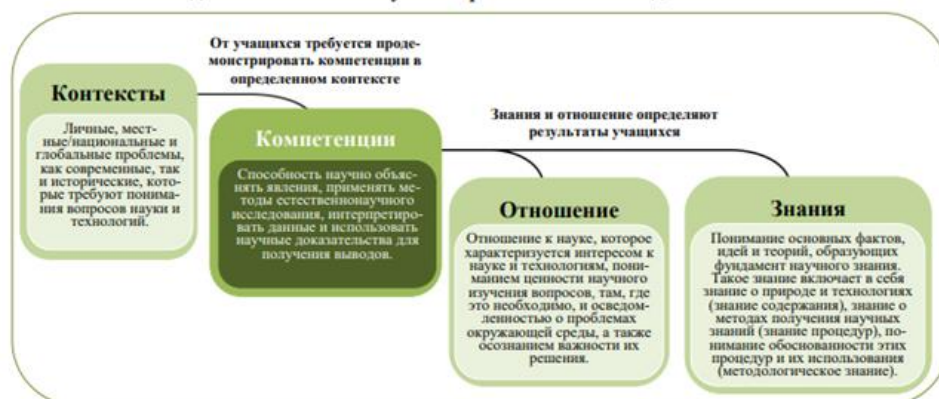 От учащихся требуется проде-
монстрировать компетенции в
определенном контексте
Контексты
Личные, мест-
ные/национальные и
глобальные проблемы,
как современные, так
и исторические, кото-
рые требуют понима-
ния вопросов науки и
технологий.
Компетенции
Способность научно объяс-
нять явления, применять ме-
тоды естественнонаучного
исследования, интерпретиро-
вать данные и использовать
научные доказательства для
получения выводов.
Знания и отношение определяют
результаты учащихся
Отношение
Отношение к науке, которое
характеризуется интересом к
науке и технологиям, пони-
манием ценности научного
изучения вопросов, там, где
это необходимо, и осведом-
ленностью о проблемах
окружающей среды, а также
осознанием важности их
решения.
Знания
Понимание основных фактов,
идей и теорий, образующих
фундамент научного знания.
Такое знание включает в себя
знание о природе и технологиях
(знание содержания), знание о
методах получения научных
знаний (знание процедур), по-
нимание обоснованности этих
процедур и их использования
(методологическое знание).